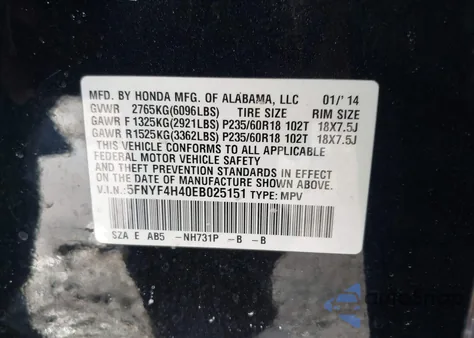 MFD. BY HONDA MFG. OF ALABAMA, LLC 01/'14
GVWR 2765KG(6096LBS) TIRE SIZE RIM SIZE
GAWR F 1325KG(2921LBS) P235/60R18 102T 18X7.5J
GAWR R 1525KG(3362LBS) P235/60R18 102T 18X7.5J
THIS VEHICLE CONFORMS TO ALL APPLICABLE
FEDERAL MOTOR VEHICLE SAFETY STANDARDS IN EFFECT ON THE
DATE OF MANUFACTURE SHOWN ABOVE.
V.I.N.: 5FNYF4H40EB025151 TYPE: MPV
SZA E AB5 -NH731P -B -B